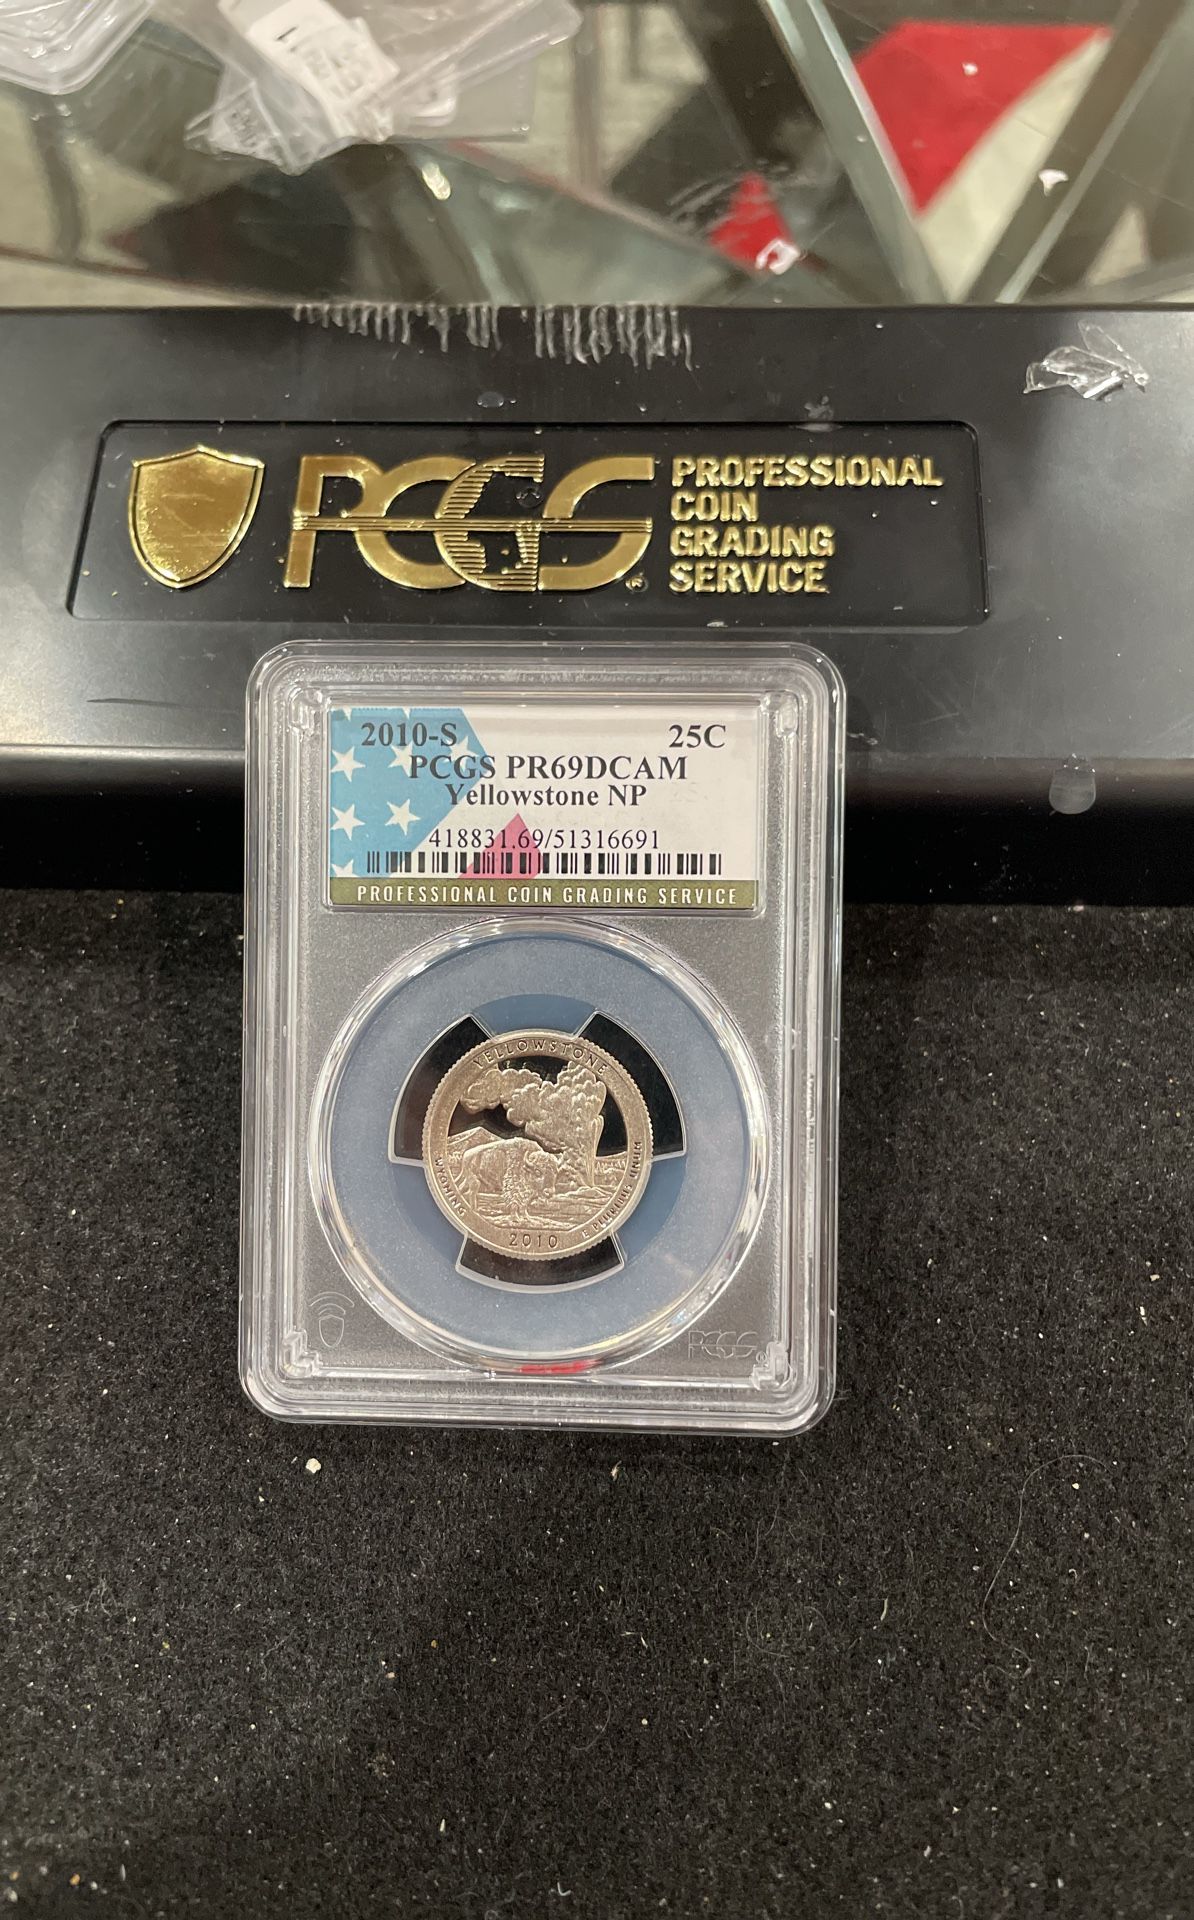 PCGS®
PROFESSIONAL
COIN
GRADING
SERVICE
2010-S 25C
PCGS PR69DCAM
Yellowstone NP
418831.69/51316691
PROFESSIONAL COIN GRADING SERVICE
YELLOWSTONE
WYOMING
2010
E PLURIBUS UNUM
PCGS